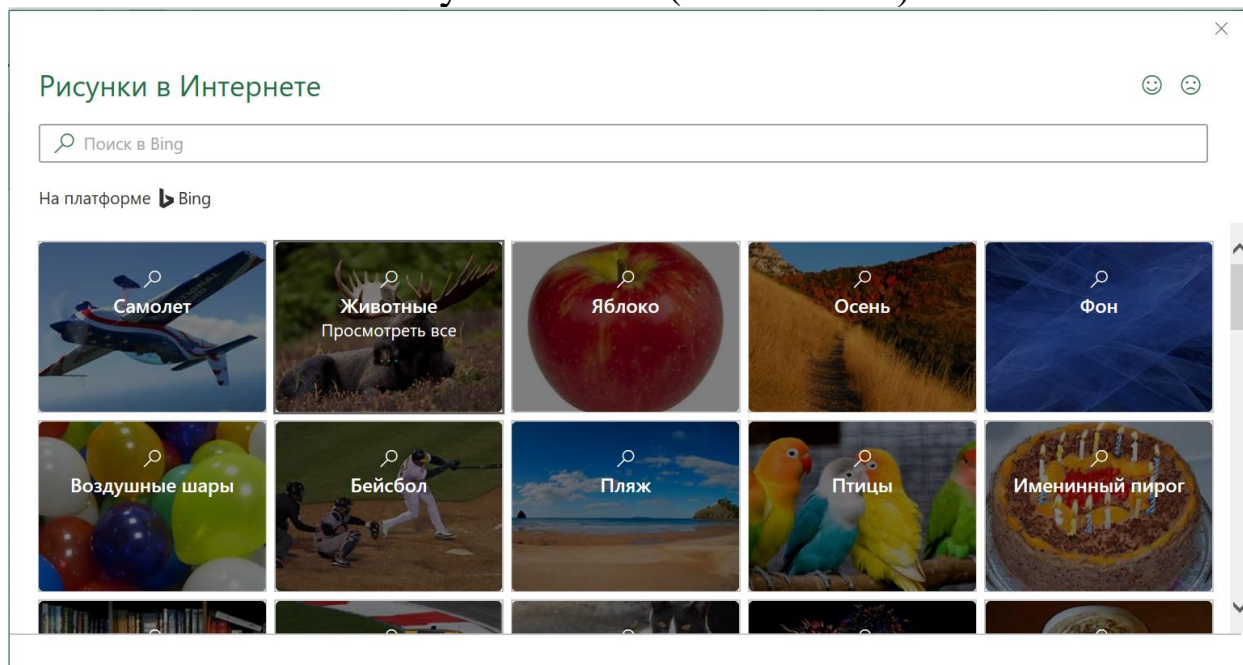 Рисунки в Интернете
Поиск в Bing
На платформе Bing
Самолет
Животные
Просмотреть все
Яблоко
Осень
Фон
Воздушные шары
Бейсбол
Пляж
Птицы
Именинный пирог